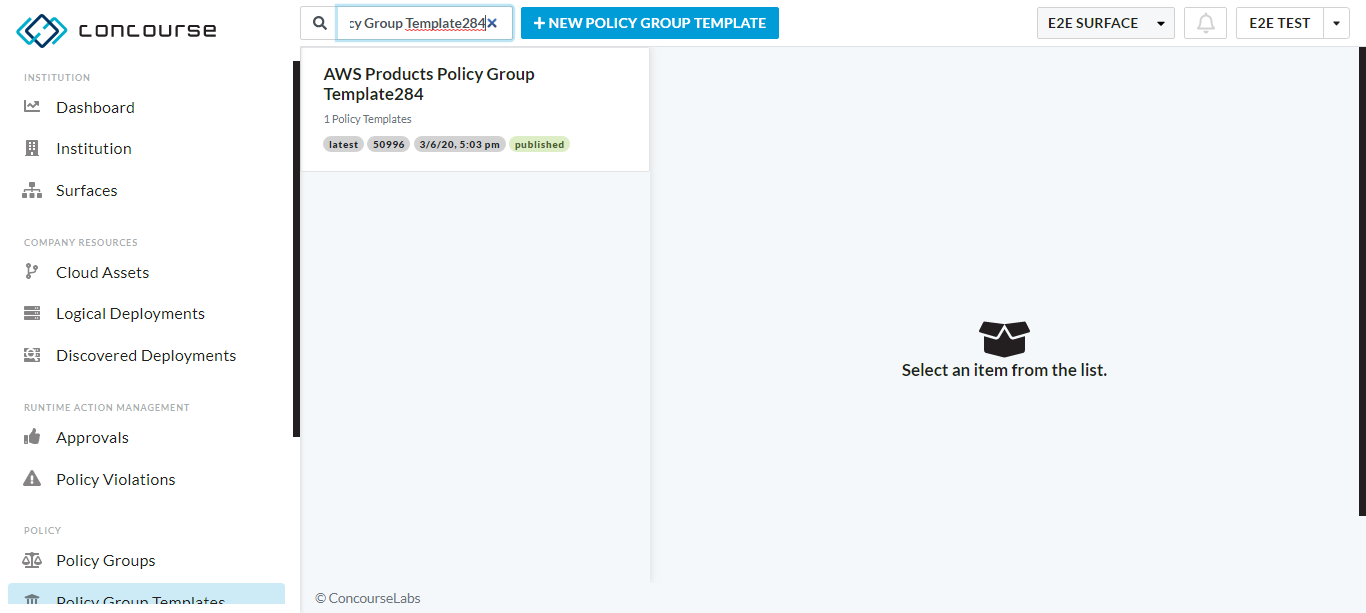 concourse
cy Group Template284
NEW POLICY GROUP TEMPLATE
E2E SURFACE
E2E TEST
INSTITUTION
Dashboard
Institution
Surfaces
COMPANY RESOURCES
Cloud Assets
Logical Deployments
Discovered Deployments
RUNTIME ACTION MANAGEMENT
Approvals
Policy Violations
POLICY
Policy Groups
Policy Group Templates
AWS Products Policy Group
Template284
1 Policy Templates
latest 50996 3/6/20, 5:03 pm published
Select an item from the list.
© ConcourseLabs